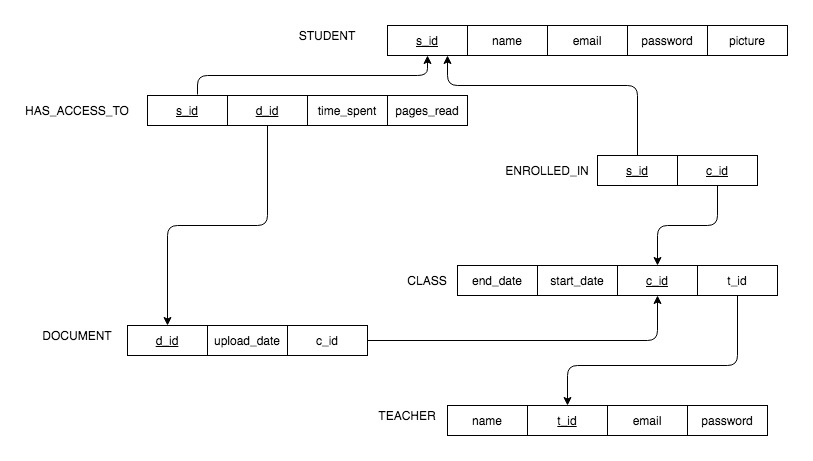 STUDENT s_id name email password picture
HAS_ACCESS_TO s_id d_id time_spent pages_read
ENROLLED_IN s_id c_id
CLASS end_date start_date c_id t_id
DOCUMENT d_id upload_date c_id
TEACHER name t_id email password